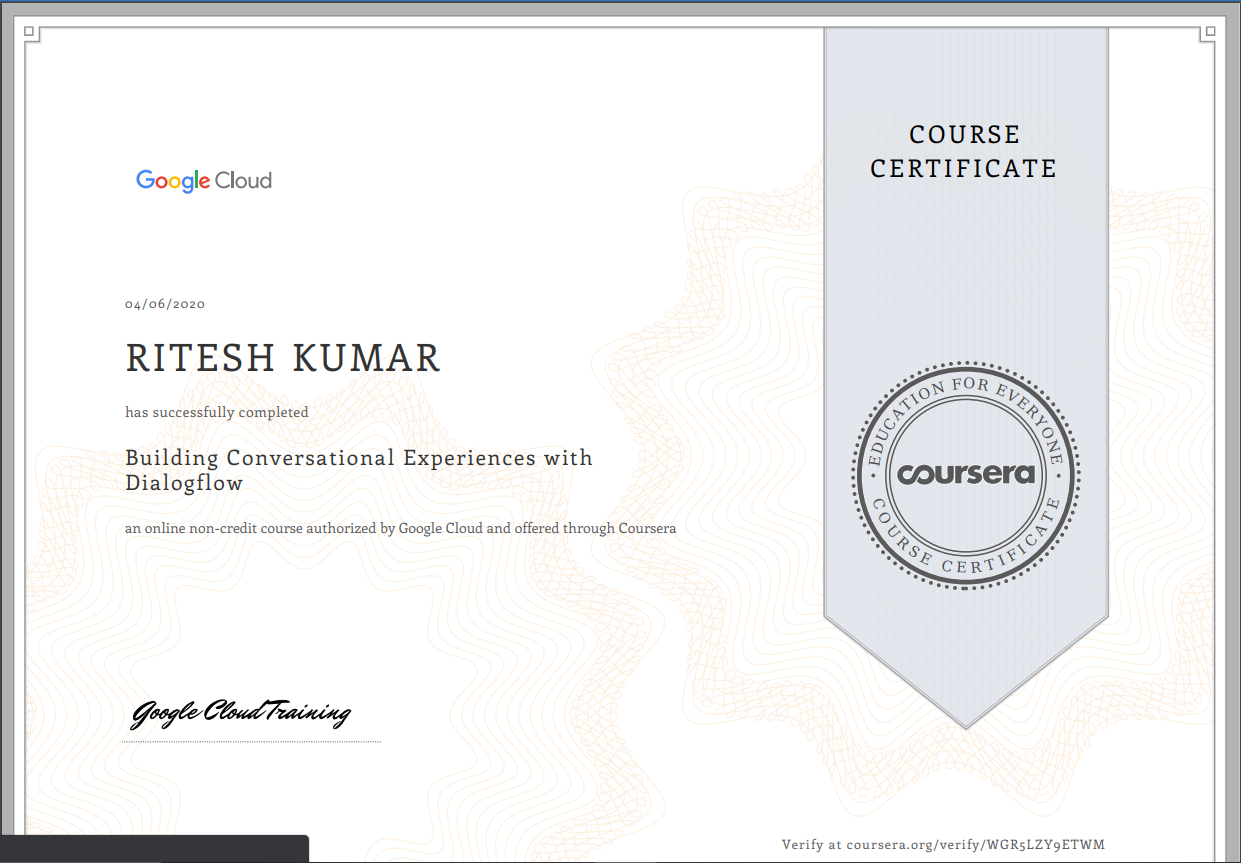 COURSE
CERTIFICATE
Google Cloud
04/06/2020
RITESH KUMAR
has successfully completed
Building Conversational Experiences with
Dialogflow
an online non-credit course authorized by Google Cloud and offered through Coursera
EDUCATION FOR EVERYONE
coursera
COURSE CERTIFICATE
Google Cloud Training
Verify at coursera.org/verify/WGR5LZY9ETWM